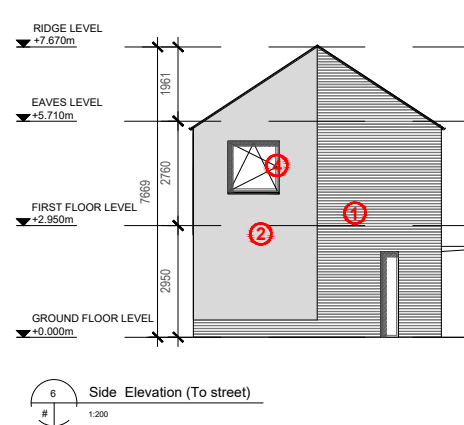 RIDGE LEVEL
+7.670m
1961
EAVES LEVEL
+5.710m
2760
7669
4
1
FIRST FLOOR LEVEL
+2.950m
2
2950
GROUND FLOOR LEVEL
+0.000m
6
Side Elevation (To street)
#
1:200